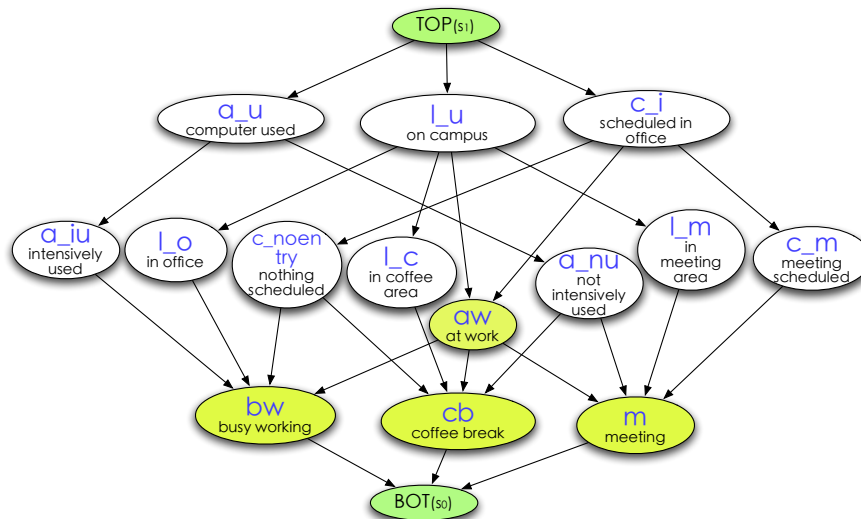 TOP(s1)
a_u
computer used
l_u
on campus
c_i
scheduled in
office
a_iu
intensively
used
l_o
in office
c_noen
try
nothing
scheduled
l_c
in coffee
area
a_nu
not
intensively
used
l_m
in
meeting
area
c_m
meeting
scheduled
aw
at work
bw
busy working
cb
coffee break
m
meeting
BOT(s0)